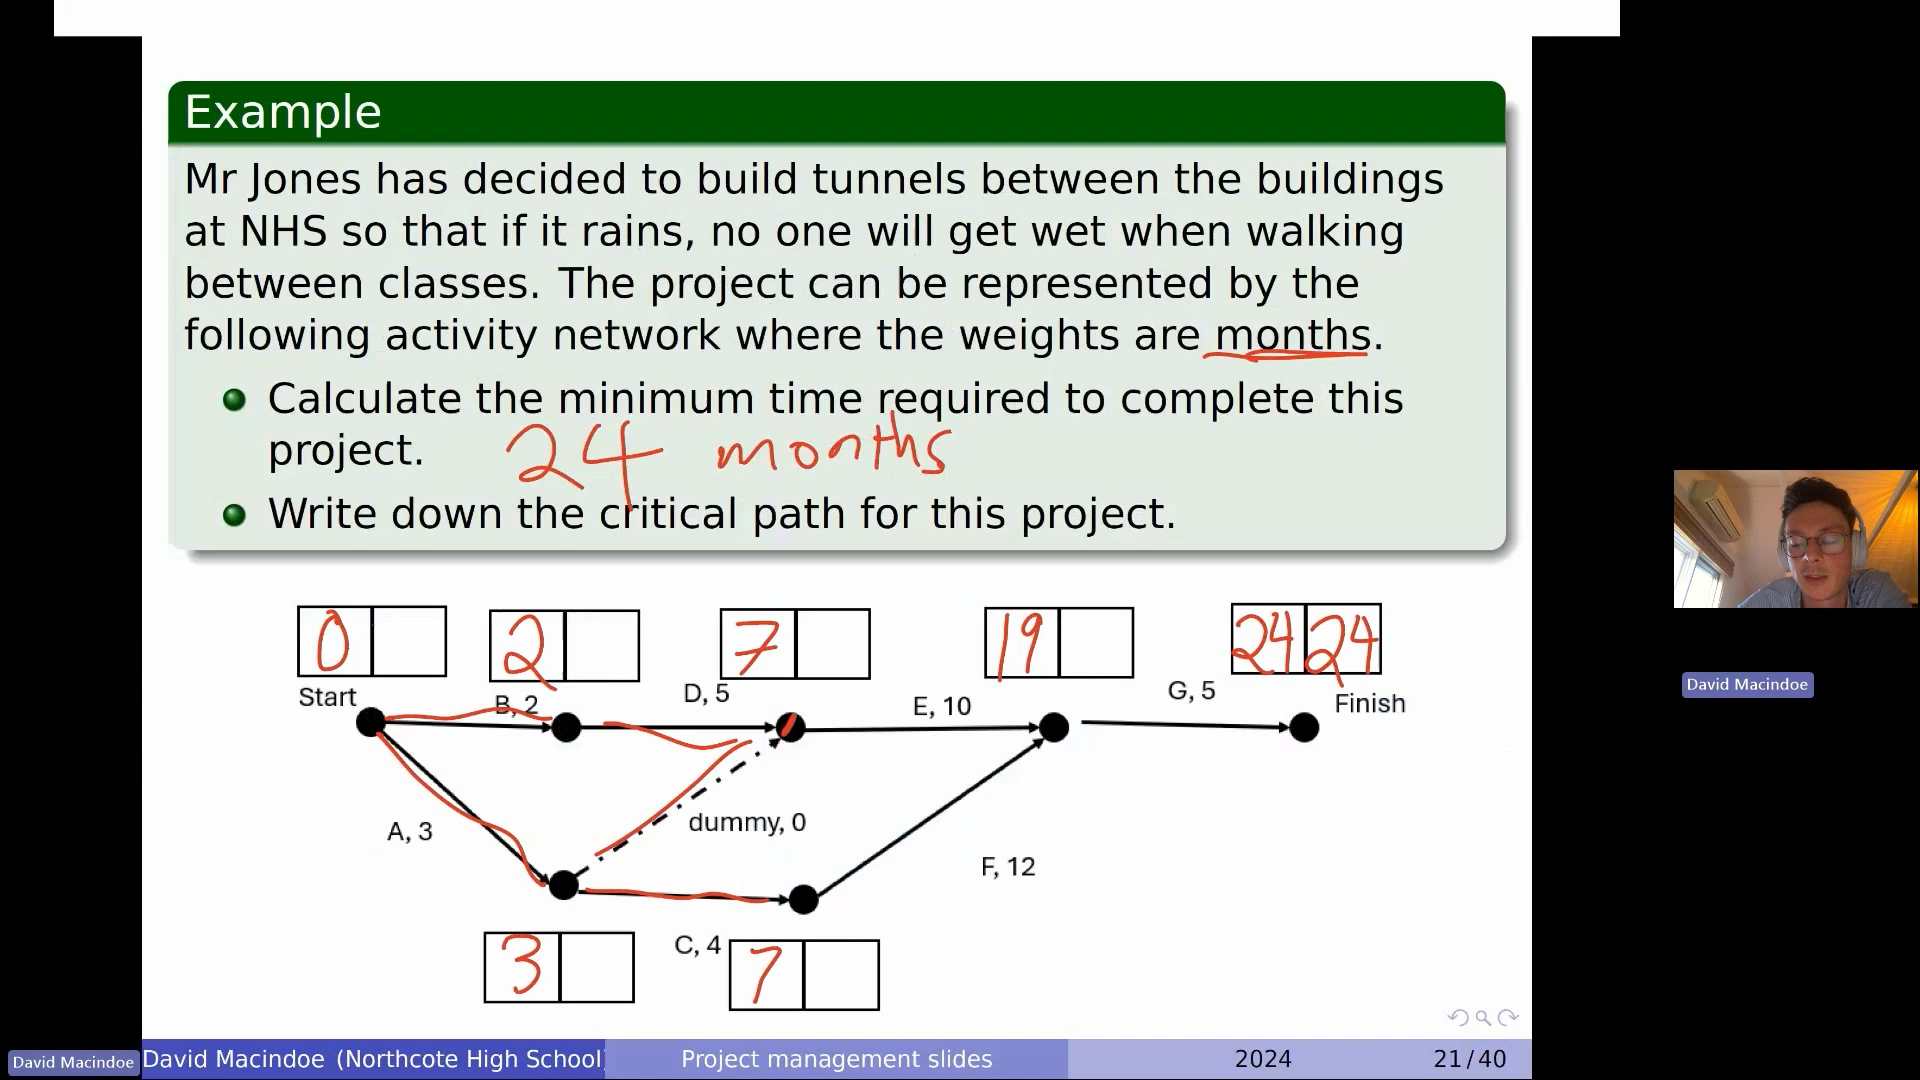 Example
Mr Jones has decided to build tunnels between the buildings
at NHS so that if it rains, no one will get wet when walking
between classes. The project can be represented by the
following activity network where the weights are months.
Calculate the minimum time required to complete this
project. 24 months
Write down the critical path for this project.
0 2 7 19 24 24
Start B, 2 D, 5 E, 10 G, 5 Finish
A, 3 dummy, 0
F, 12
3 C, 4 7
David Macindoe
David Macindoe
David Macindoe (Northcote High School) Project management slides 2024 21 / 40